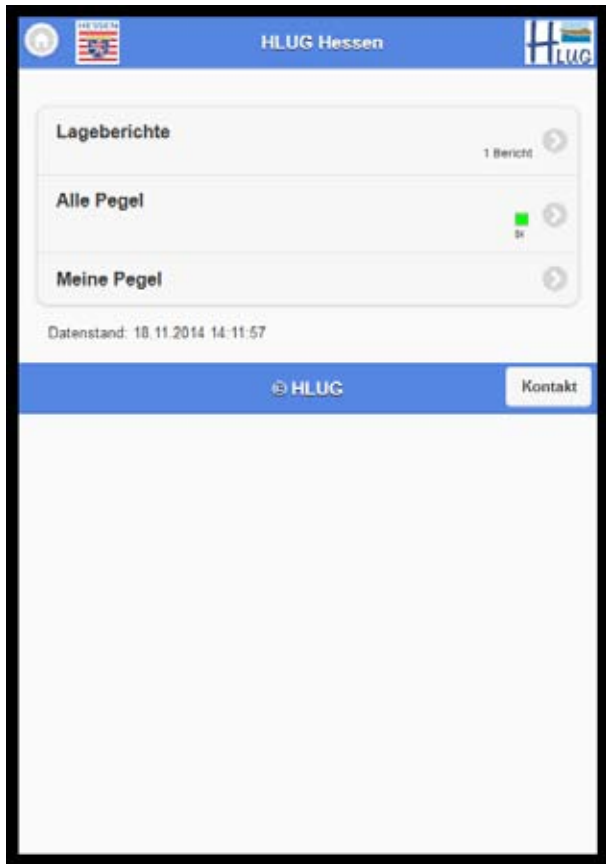 HESSEN
HLUG Hessen
HLUG
Lageberichte
1 Bericht
Alle Pegel
Meine Pegel
Datenstand: 18.11.2014 14:11:57
© HLUG
Kontakt